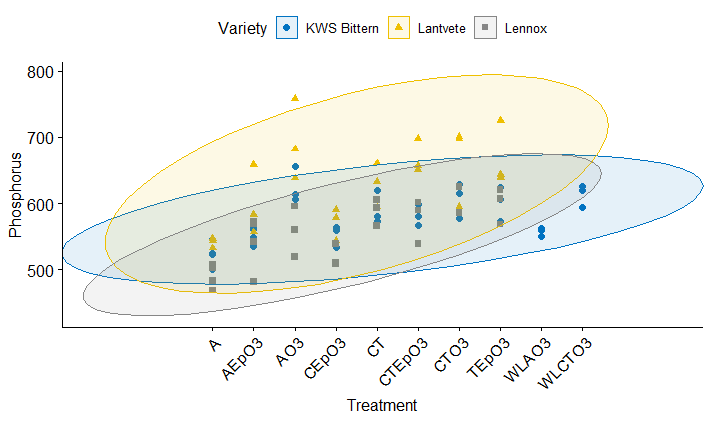 Variety KWS Bittern Lantvete Lennox
800
700
600
500
Phosphorus
A AEpO3 AO3 CEpO3 CT CTEpO3 CTO3 TEpO3 WLAO3 WLCTO3
Treatment